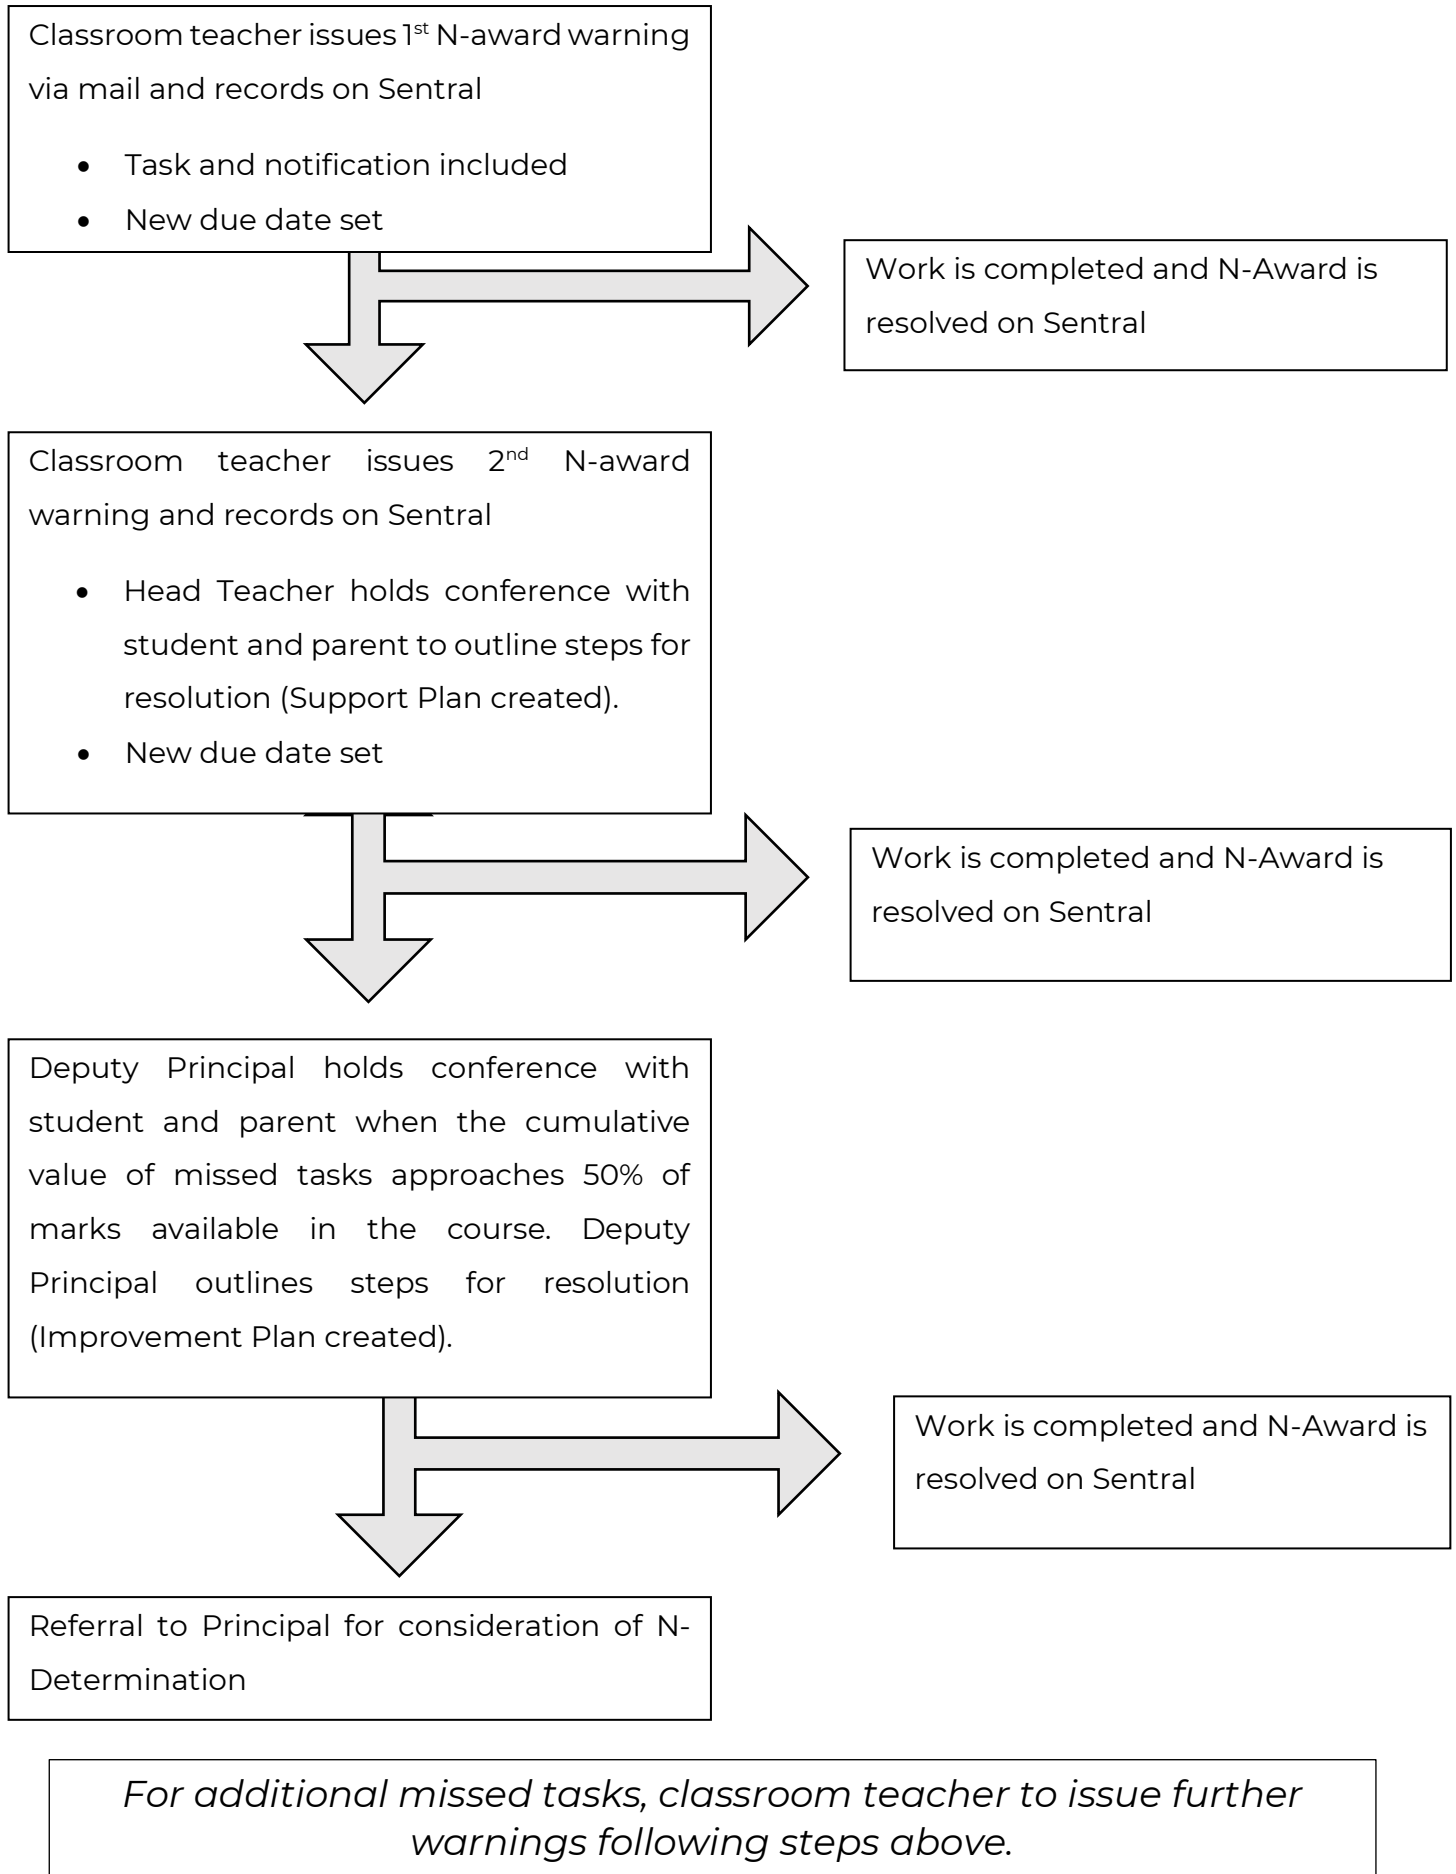 Classroom teacher issues 1st N-award warning
via mail and records on Sentral
• Task and notification included
• New due date set
Work is completed and N-Award is
resolved on Sentral
Classroom teacher issues 2nd N-award
warning and records on Sentral
• Head Teacher holds conference with
student and parent to outline steps for
resolution (Support Plan created).
• New due date set
Work is completed and N-Award is
resolved on Sentral
Deputy Principal holds conference with
student and parent when the cumulative
value of missed tasks approaches 50% of
marks available in the course. Deputy
Principal outlines steps for resolution
(Improvement Plan created).
Work is completed and N-Award is
resolved on Sentral
Referral to Principal for consideration of N-
Determination
For additional missed tasks, classroom teacher to issue further
warnings following steps above.